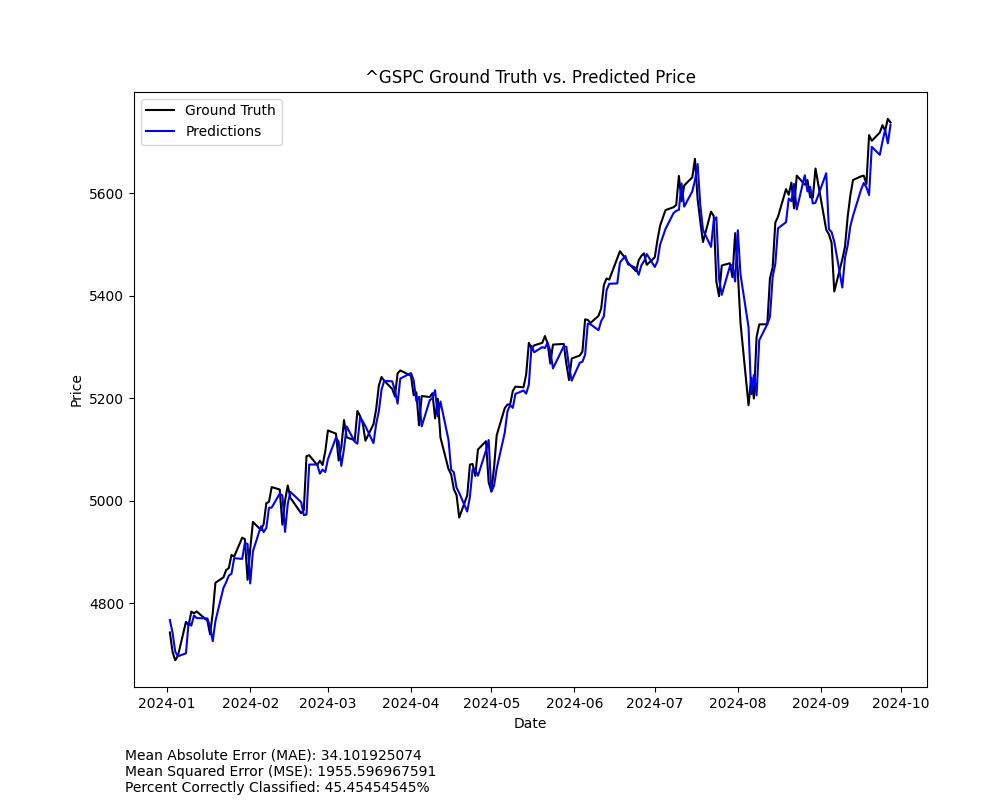 ^GSPC Ground Truth vs. Predicted Price
Ground Truth
Predictions
Price
5600
5400
5200
5000
4800
2024-01 2024-02 2024-03 2024-04 2024-05 2024-06 2024-07 2024-08 2024-09 2024-10
Date
Mean Absolute Error (MAE): 34.101925074
Mean Squared Error (MSE): 1955.596967591
Percent Correctly Classified: 45.45454545%